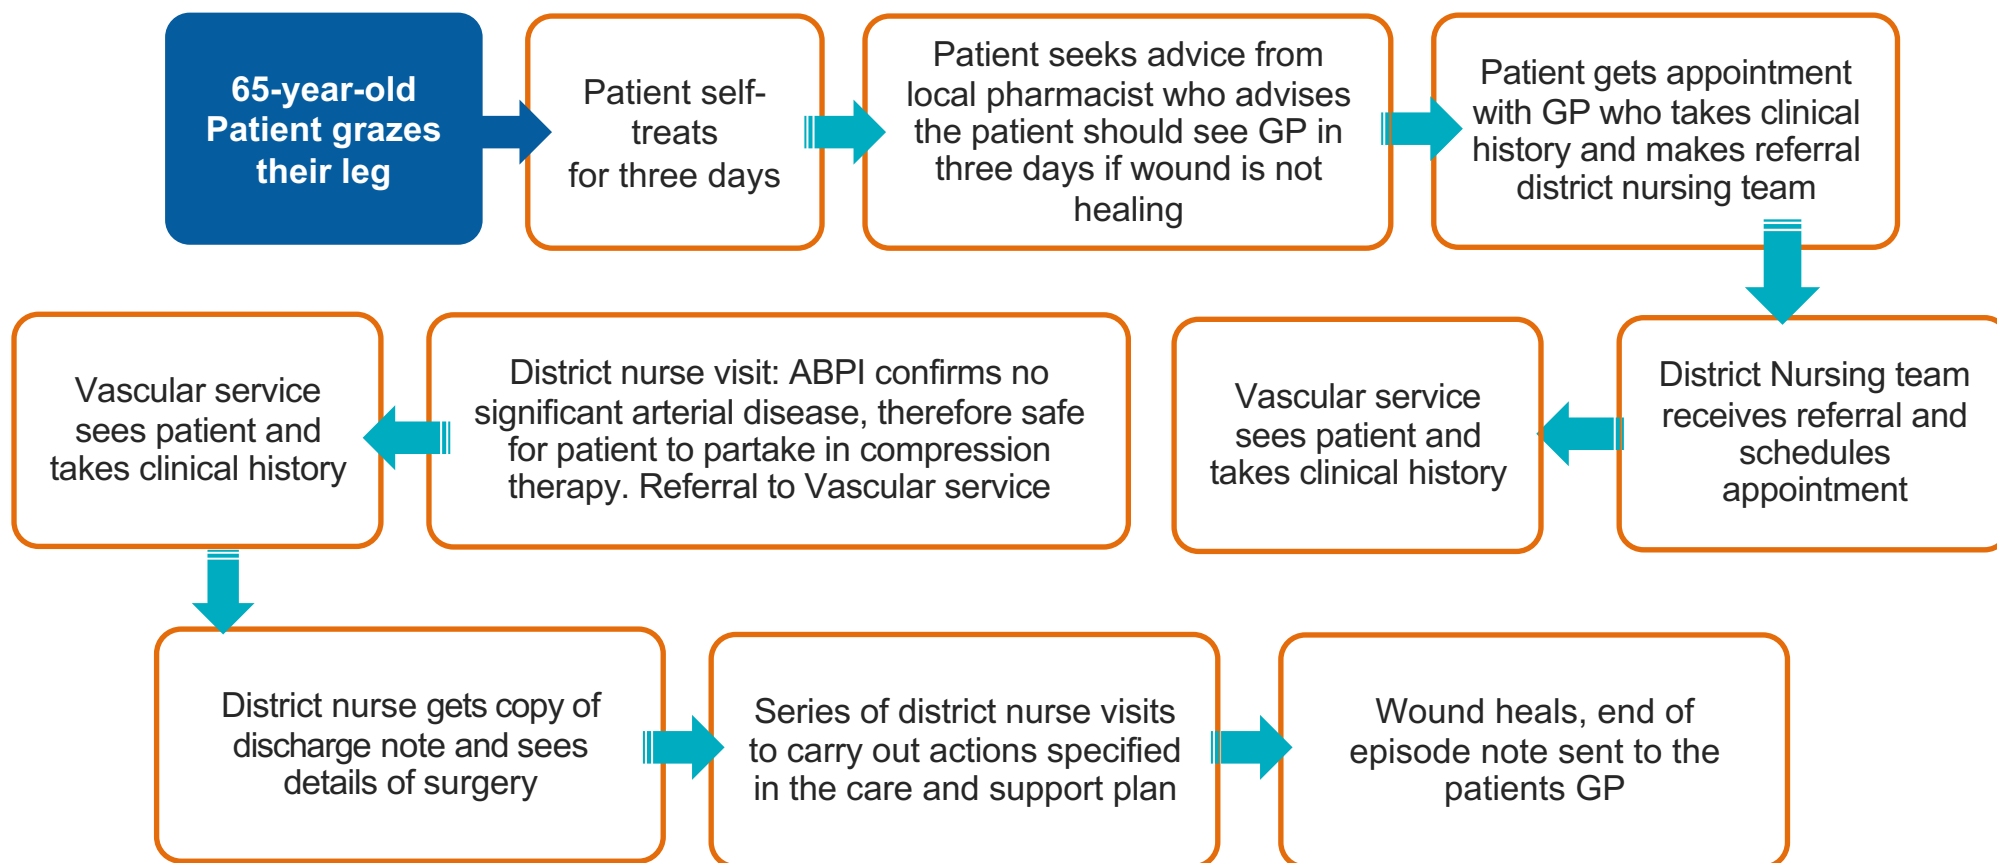 65-year-old
Patient grazes
their leg
Patient self-
treats
for three days
Patient seeks advice from
local pharmacist who advises
the patient should see GP in
three days if wound is not
healing
Patient gets appointment
with GP who takes clinical
history and makes referral
district nursing team
District Nursing team
receives referral and
schedules
appointment
Vascular service
sees patient and
takes clinical history
District nurse visit: ABPI confirms no
significant arterial disease, therefore safe
for patient to partake in compression
therapy. Referral to Vascular service
Vascular service
sees patient and
takes clinical history
District nurse gets copy of
discharge note and sees
details of surgery
Series of district nurse visits
to carry out actions specified
in the care and support plan
Wound heals, end of
episode note sent to the
patients GP